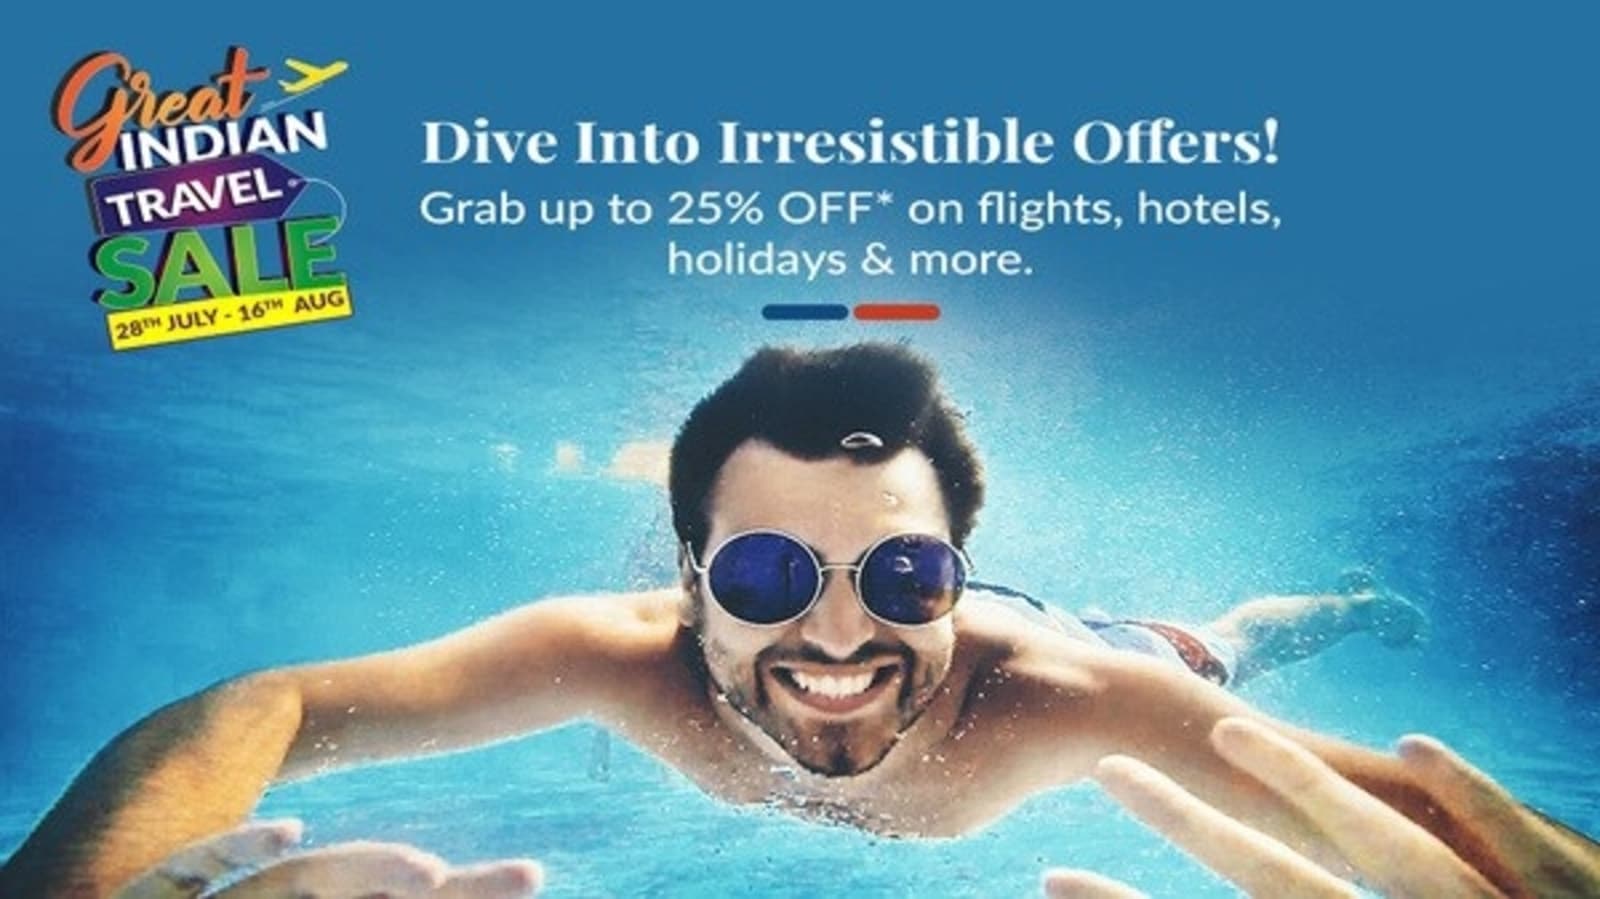 Great
INDIAN
TRAVEL
SALE
28TH JULY - 16TH AUG
Dive Into Irresistible Offers!
Grab up to 25% OFF* on flights, hotels,
holidays & more.